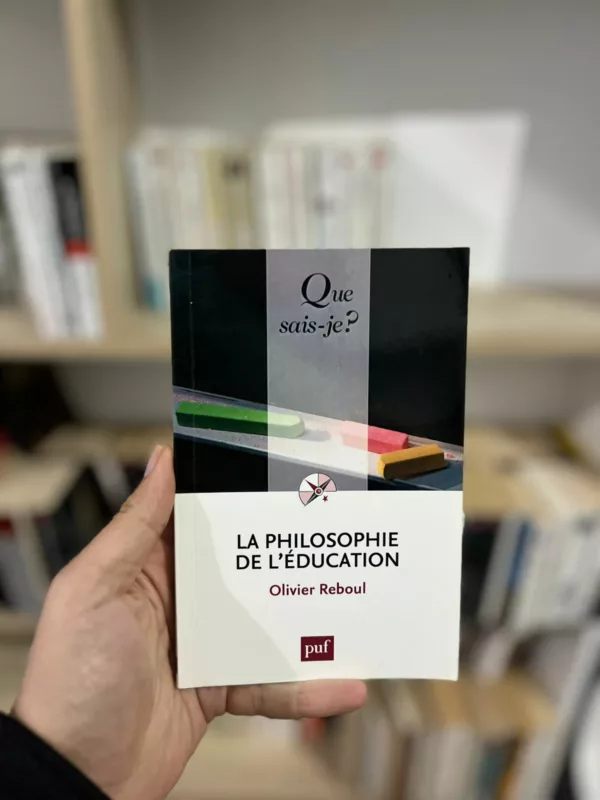 Que
sais-je?
LA PHILOSOPHIE
DE L'ÉDUCATION
Olivier Reboul
puf